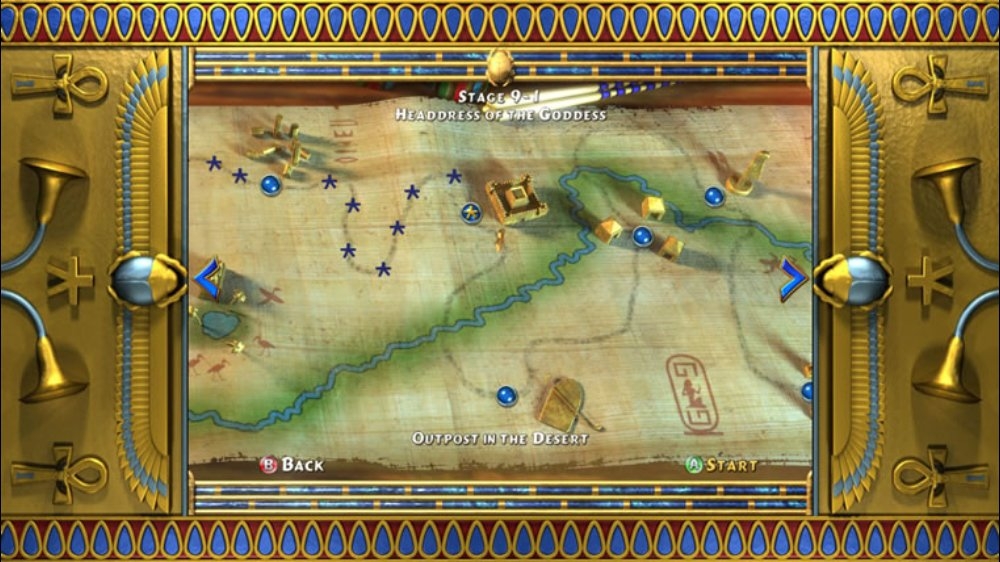 STAGE 9-1
HEADDRESS OF THE GODDESS
OUTPOST IN THE DESERT
B BACK
A START